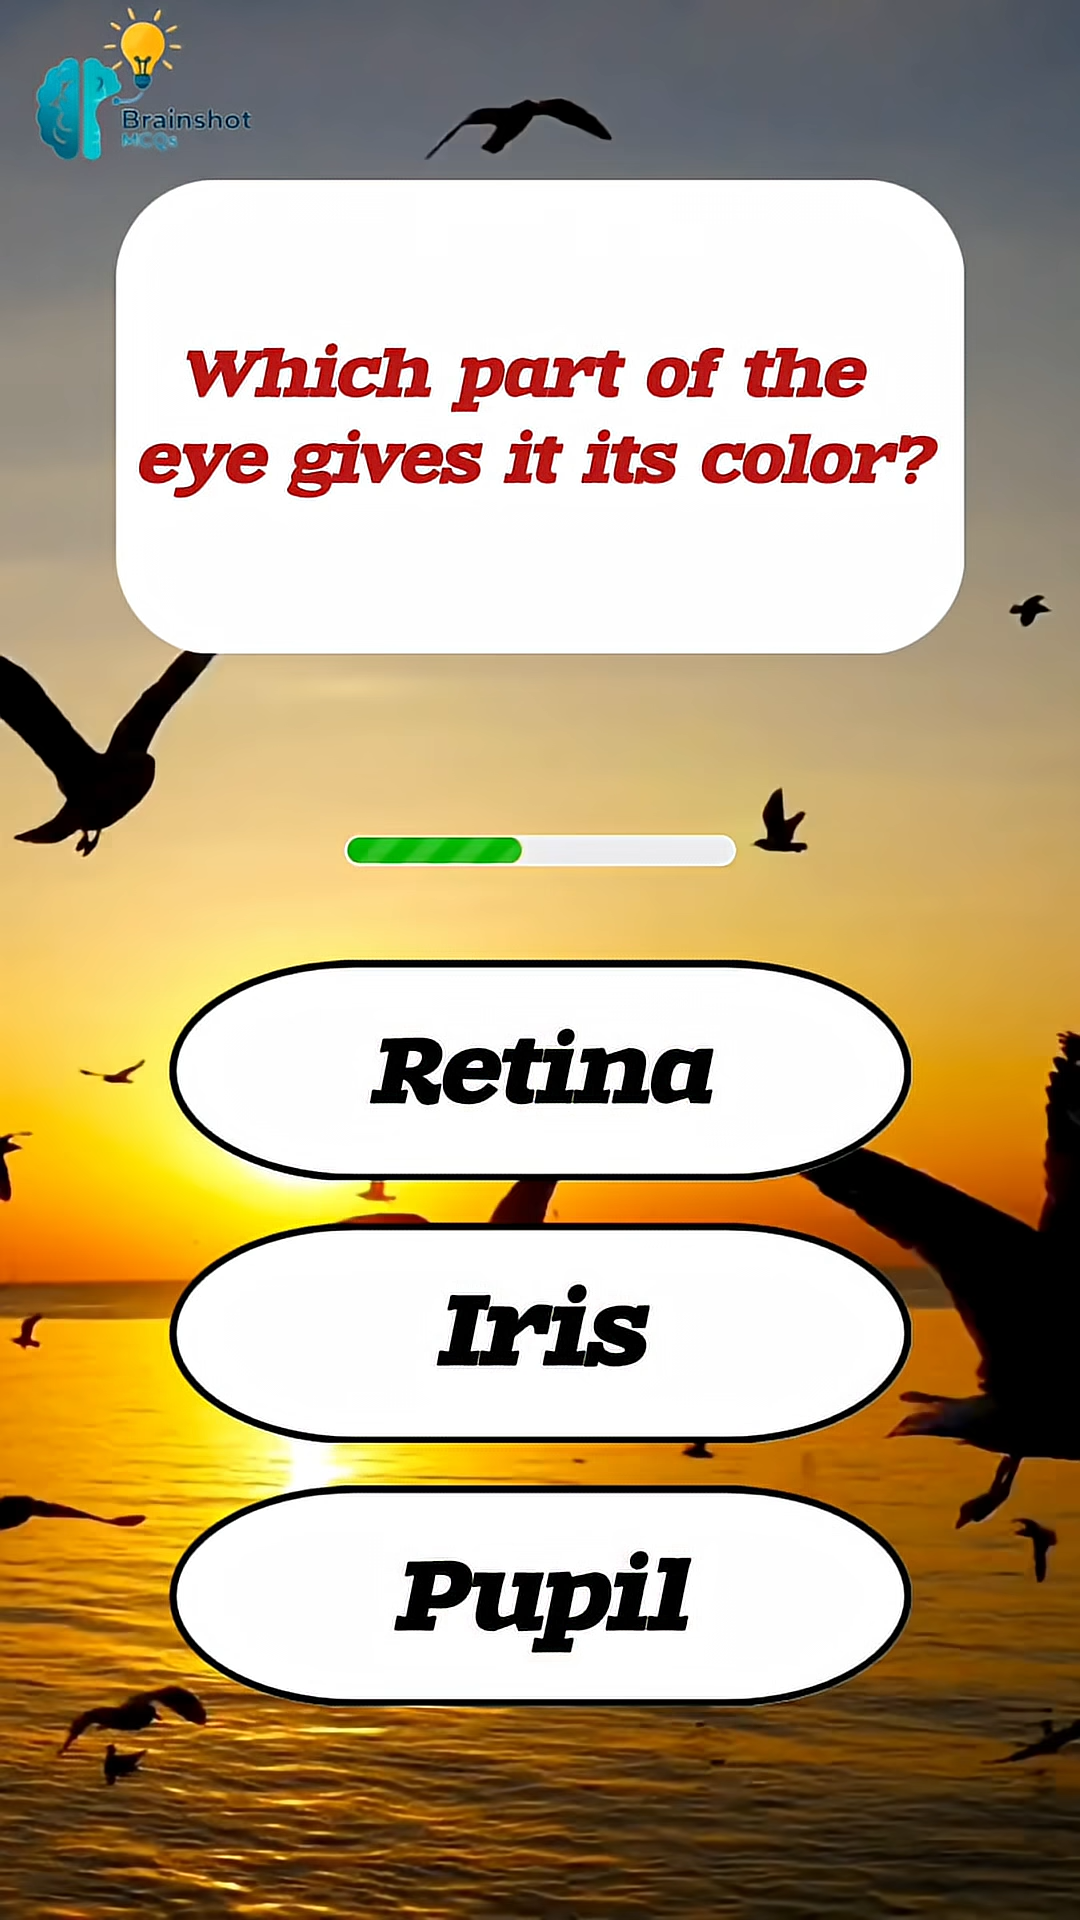 Brainshot
MCQs
Which part of the
eye gives it its color?
Retina
Iris
Pupil